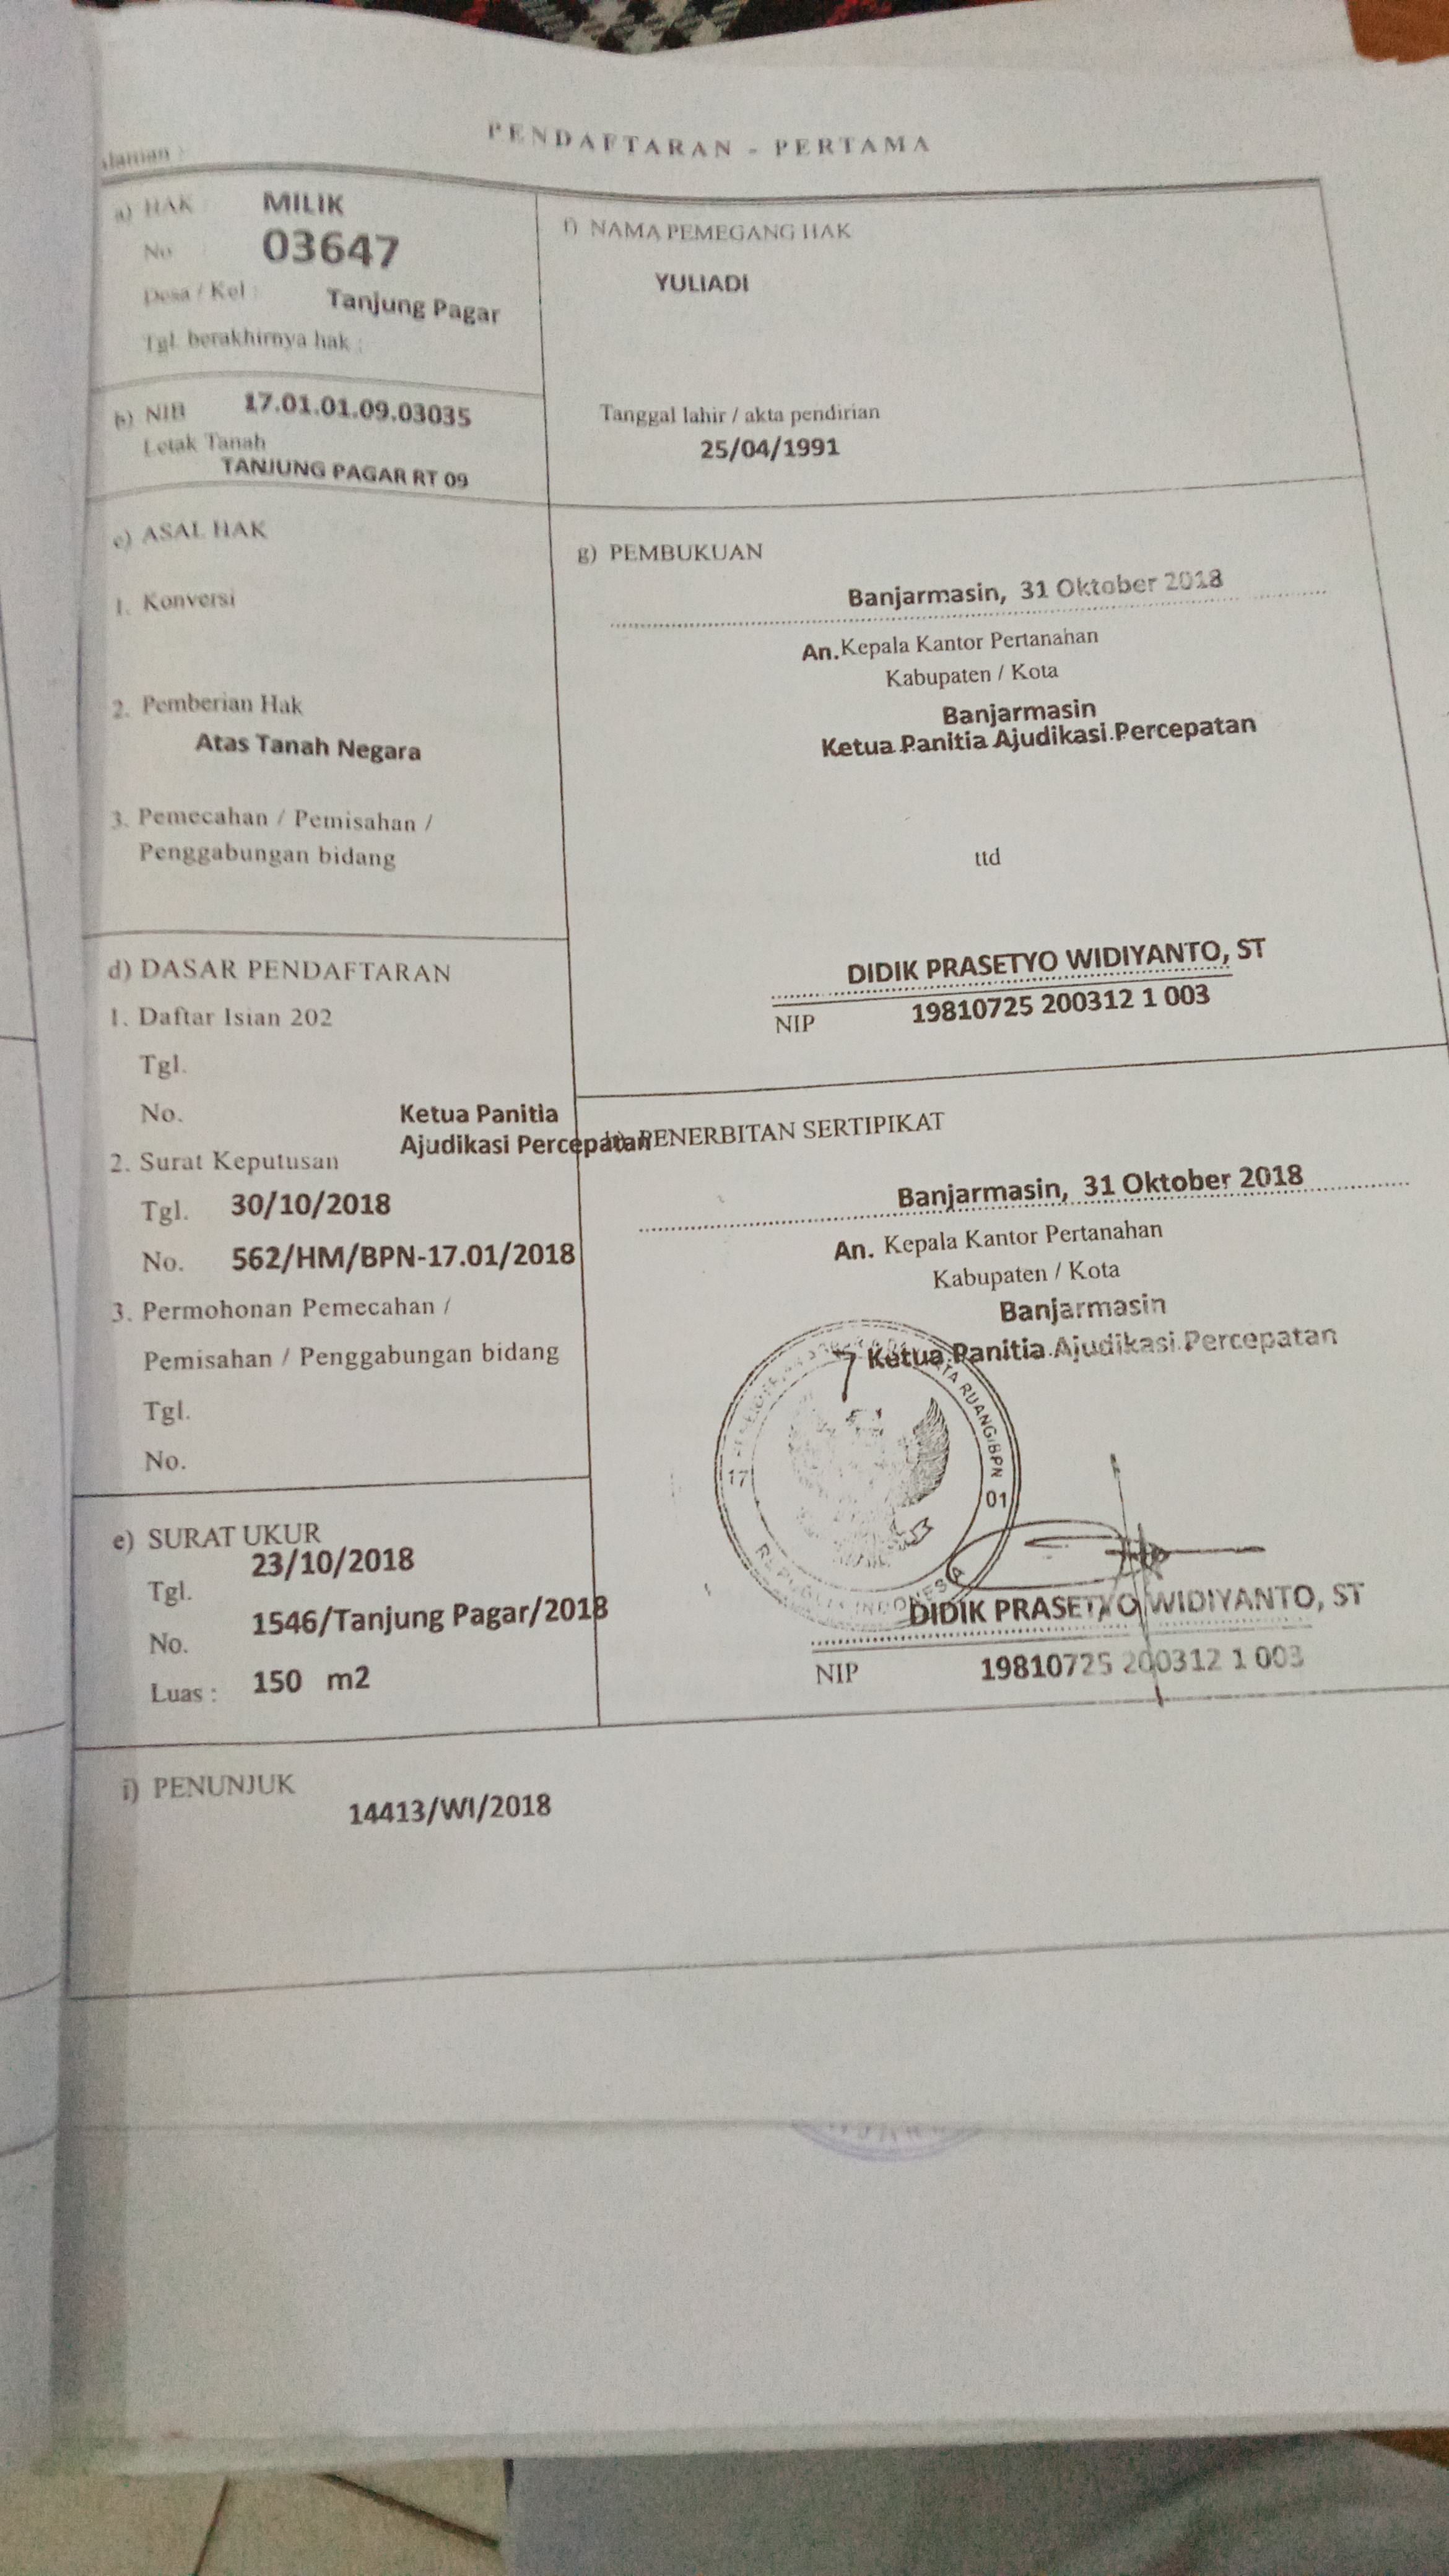 PENDAFTARAN - PERTAMA
a) HAK : MILIK
No 03647
Desa / Kel : Tanjung Pagar
Tgl. berakhirnya hak :
b) NIB 17.01.01.09.03035
Letak Tanah
TANJUNG PAGAR RT 09
c) ASAL HAK
1. Konversi
2. Pemberian Hak
Atas Tanah Negara
3. Pemecahan / Pemisahan /
Penggabungan bidang
d) DASAR PENDAFTARAN
1. Daftar Isian 202
Tgl.
No.
Ketua Panitia
Ajudikasi Percepatan
2. Surat Keputusan
Tgl. 30/10/2018
No. 562/HM/BPN-17.01/2018
3. Permohonan Pemecahan /
Pemisahan / Penggabungan bidang
Tgl.
No.
e) SURAT UKUR
Tgl. 23/10/2018
No. 1546/Tanjung Pagar/2018
Luas : 150 m2
f) NAMA PEMEGANG HAK
YULIADI
Tanggal lahir / akta pendirian
25/04/1991
g) PEMBUKUAN
Banjarmasin, 31 Oktober 2018
An. Kepala Kantor Pertanahan
Kabupaten / Kota
Banjarmasin
Ketua Panitia Ajudikasi Percepatan
ttd
DIDIK PRASETYO WIDIYANTO, ST
NIP 19810725 200312 1 003
PENERBITAN SERTIPIKAT
Banjarmasin, 31 Oktober 2018
An. Kepala Kantor Pertanahan
Kabupaten / Kota
Banjarmasin
Ketua Panitia Ajudikasi Percepatan
TATA RUANG/BPN
17
01
REPUBLIK INDONESIA
DIDIK PRASETYO WIDIYANTO, ST
NIP 19810725 200312 1 003
i) PENUNJUK
14413/WI/2018